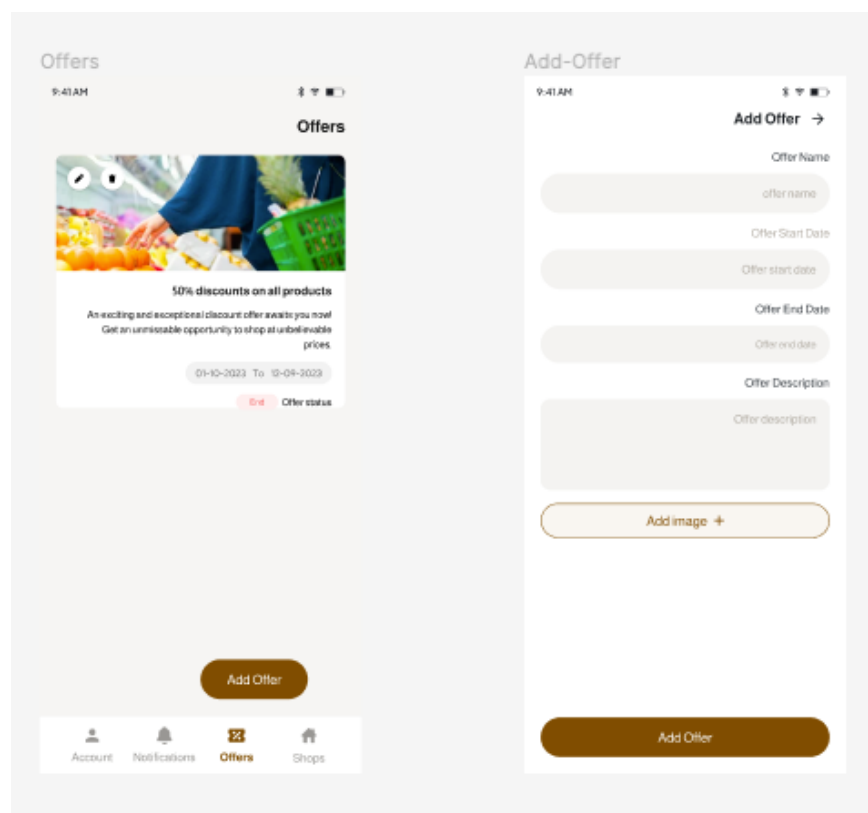 Offers
9:41 AM
Offers
50% discounts on all products
An exciting and exceptional discount offer awaits you now!
Get an unmissable opportunity to shop at unbelievable
prices.
01-10-2023 To 12-09-2023
End Offer status
Add Offer
Account Notifications Offers Shops
Add-Offer
9:41 AM
Add Offer →
Offer Name
offer name
Offer Start Date
Offer start date
Offer End Date
Offer end date
Offer Description
Offer description
Add image +
Add Offer